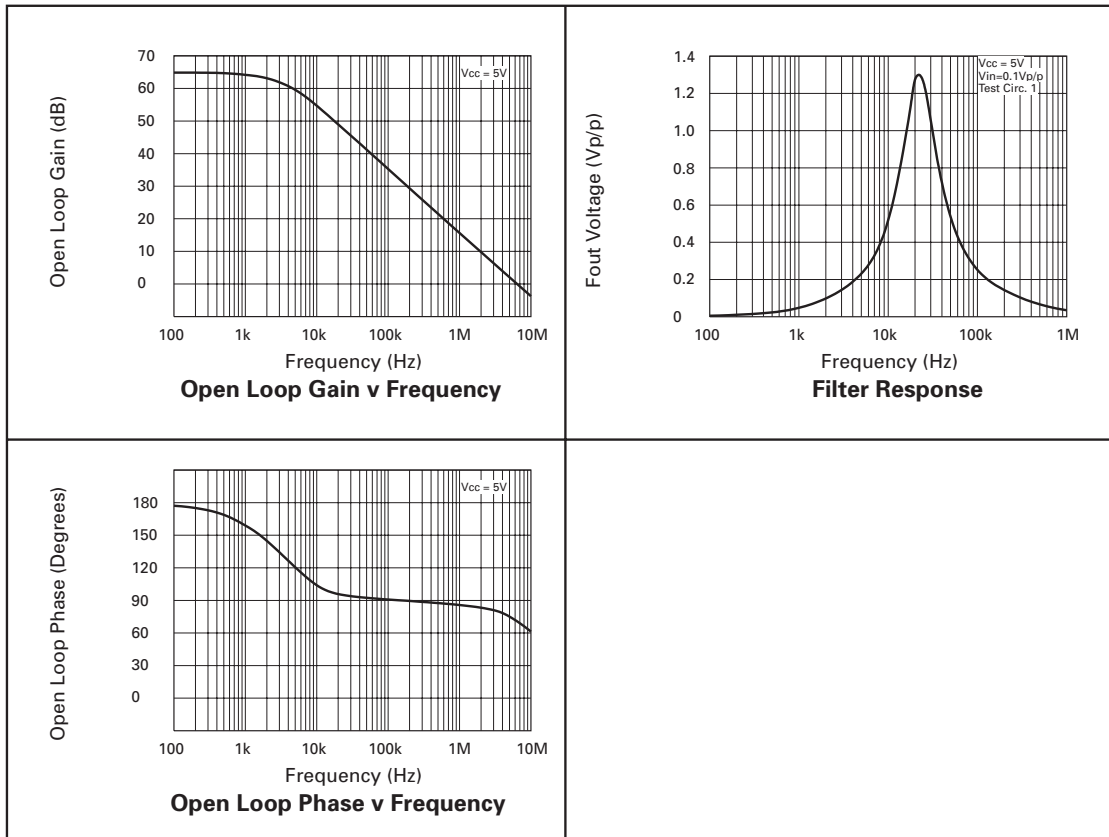 70
60
50
40
30
20
10
0
Open Loop Gain (dB)
Vcc = 5V
100 1k 10k 100k 1M 10M
Frequency (Hz)
Open Loop Gain v Frequency
1.4
1.2
1.0
0.8
0.6
0.4
0.2
0
Fout Voltage (Vp/p)
Vcc = 5V
Vin=0.1Vp/p
Test Circ. 1
100 1k 10k 100k 1M
Frequency (Hz)
Filter Response
180
150
120
90
60
30
0
Open Loop Phase (Degrees)
Vcc = 5V
100 1k 10k 100k 1M 10M
Frequency (Hz)
Open Loop Phase v Frequency